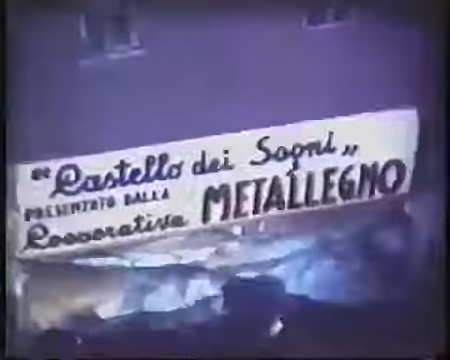 "Castello dei Sogni„
PRESENTATO DALLA
Cooperativa METALLEGNO